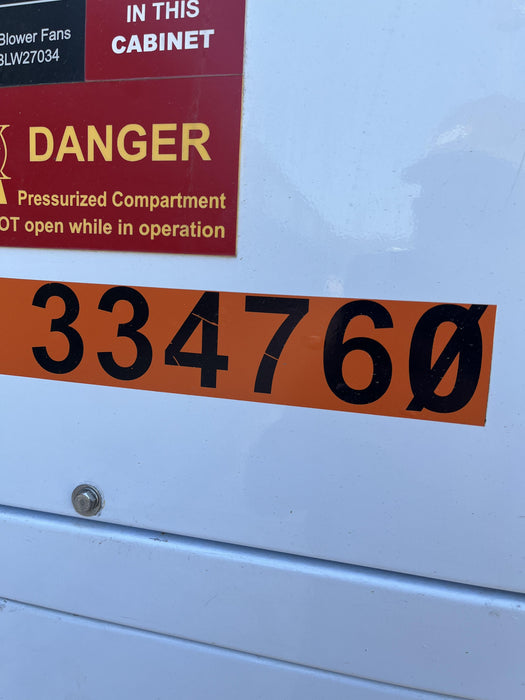 IN THIS
CABINET
Blower Fans
BLW27034
DANGER
Pressurized Compartment
OT open while in operation
33476Ø